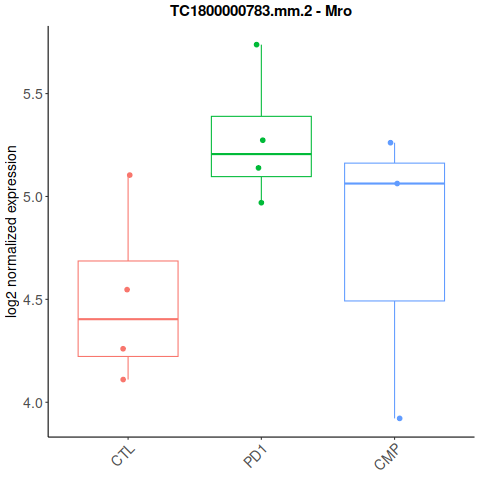 TC1800000783.mm.2 - Mro
log2 normalized expression
5.5
5.0
4.5
4.0
CTL
PD1
CMP